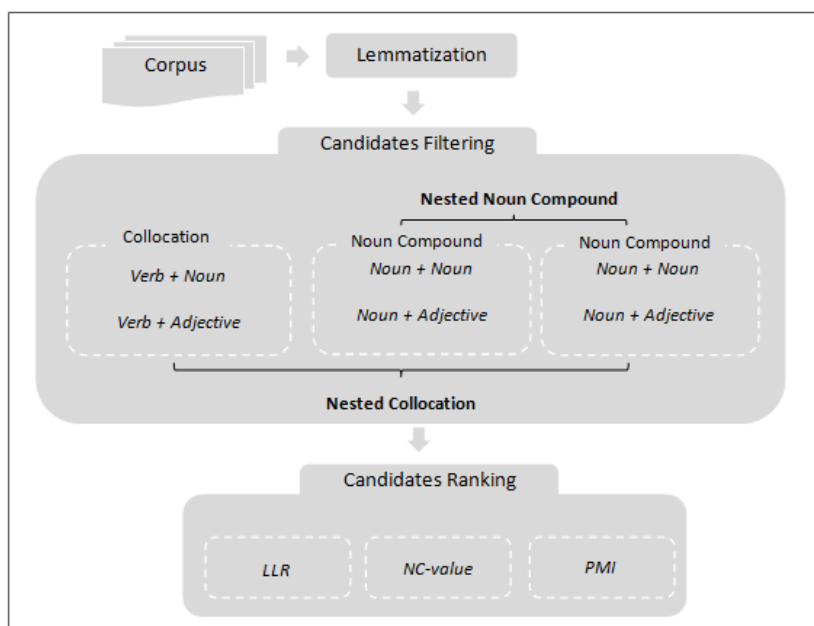 Corpus
Lemmatization
Candidates Filtering
Nested Noun Compound
Collocation
Noun Compound
Noun Compound
Verb + Noun
Noun + Noun
Noun + Noun
Verb + Adjective
Noun + Adjective
Noun + Adjective
Nested Collocation
Candidates Ranking
LLR
NC-value
PMI